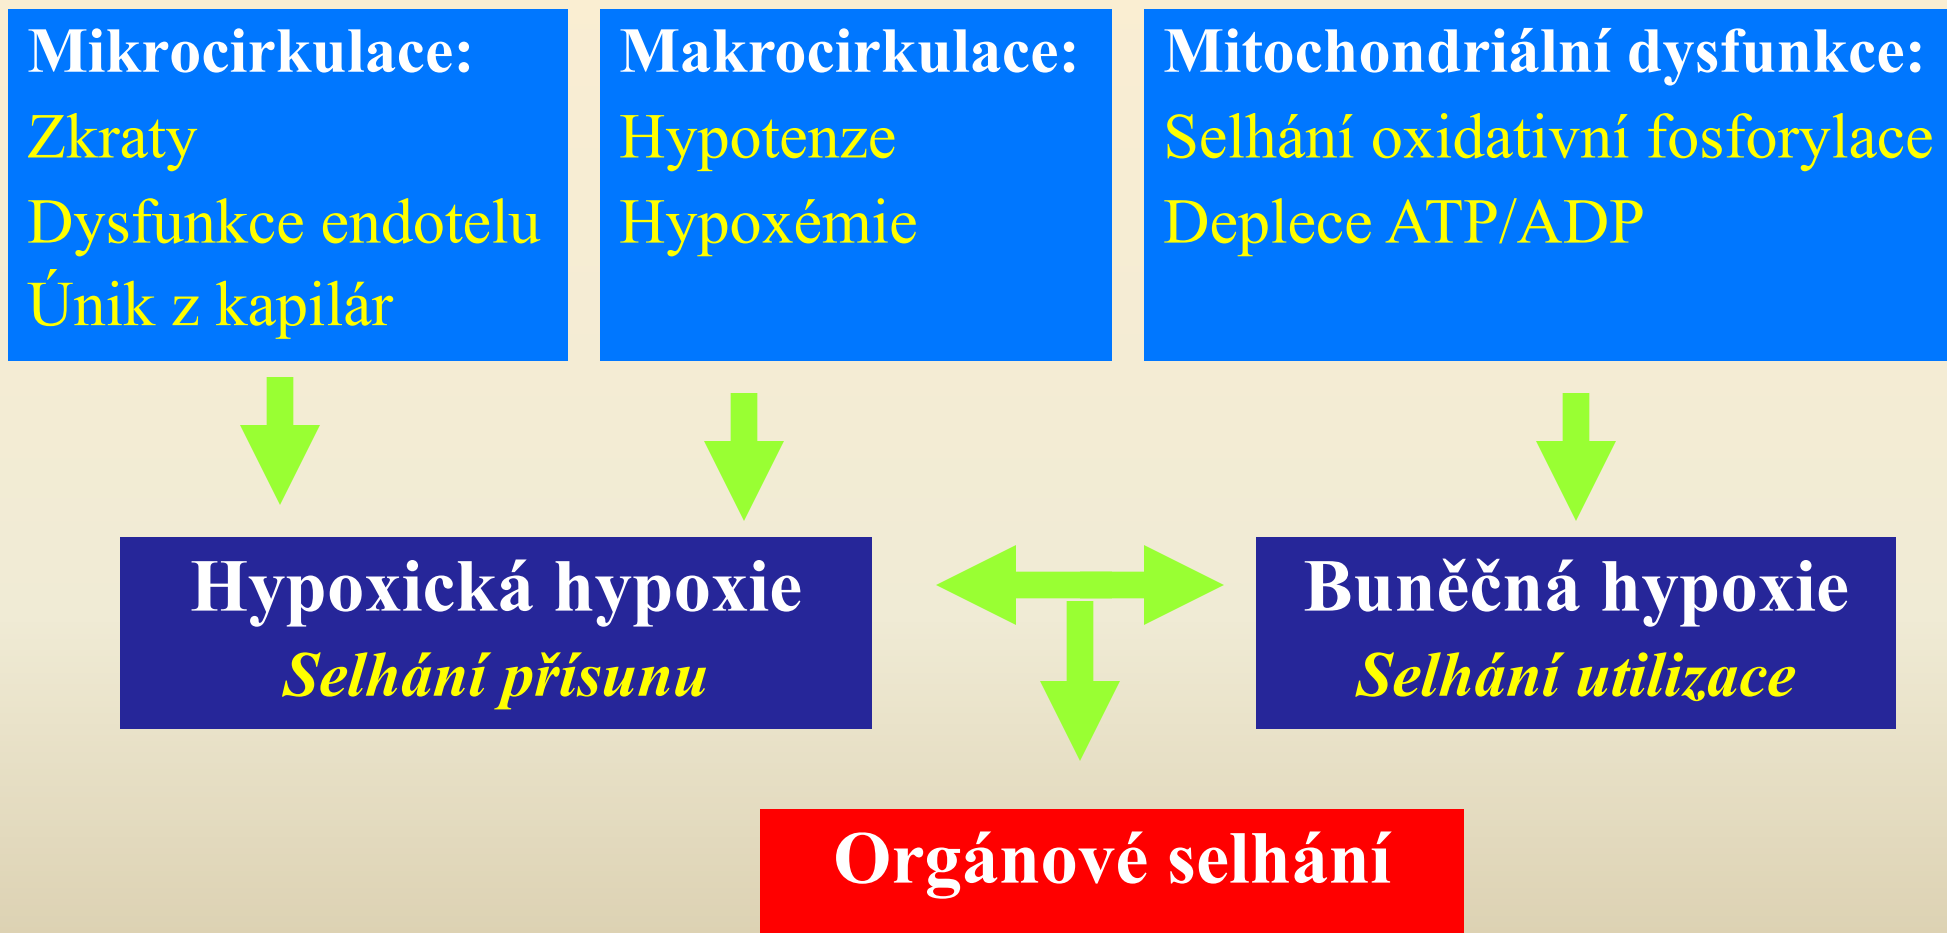 Mikrocirkulace:
Zkraty
Dysfunkce endotelu
Únik z kapilár
Makrocirkulace:
Hypotenze
Hypoxémie
Mitochondriální dysfunkce:
Selhání oxidativní fosforylace
Deplece ATP/ADP
Hypoxická hypoxie
Selhání přísunu
Buněčná hypoxie
Selhání utilizace
Orgánové selhání